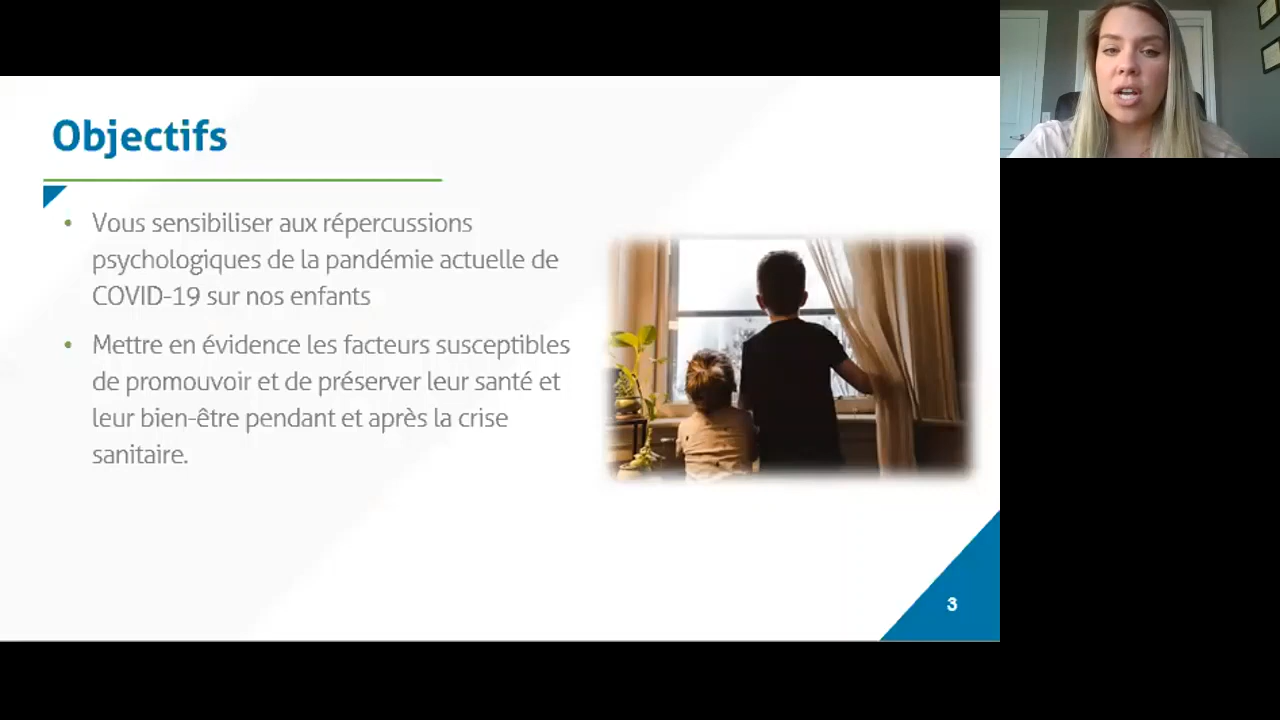 Objectifs
• Vous sensibiliser aux répercussions
psychologiques de la pandémie actuelle de
COVID-19 sur nos enfants
• Mettre en évidence les facteurs susceptibles
de promouvoir et de préserver leur santé et
leur bien-être pendant et après la crise
sanitaire.
3